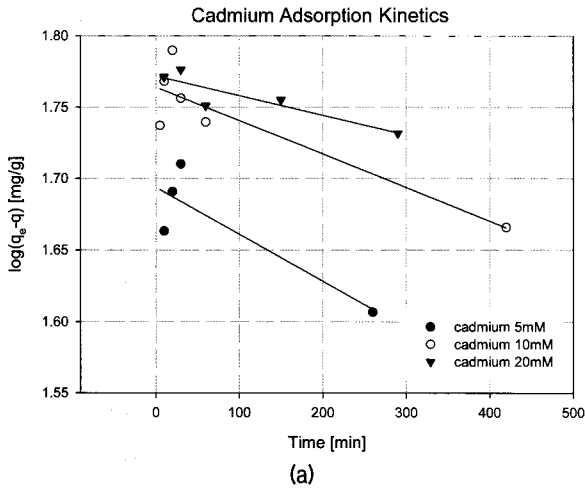 Cadmium Adsorption Kinetics
1.80
1.75
1.70
1.65
1.60
1.55
log(qₑ-q) [mg/g]
cadmium 5mM
cadmium 10mM
cadmium 20mM
0 100 200 300 400 500
Time [min]
(a)